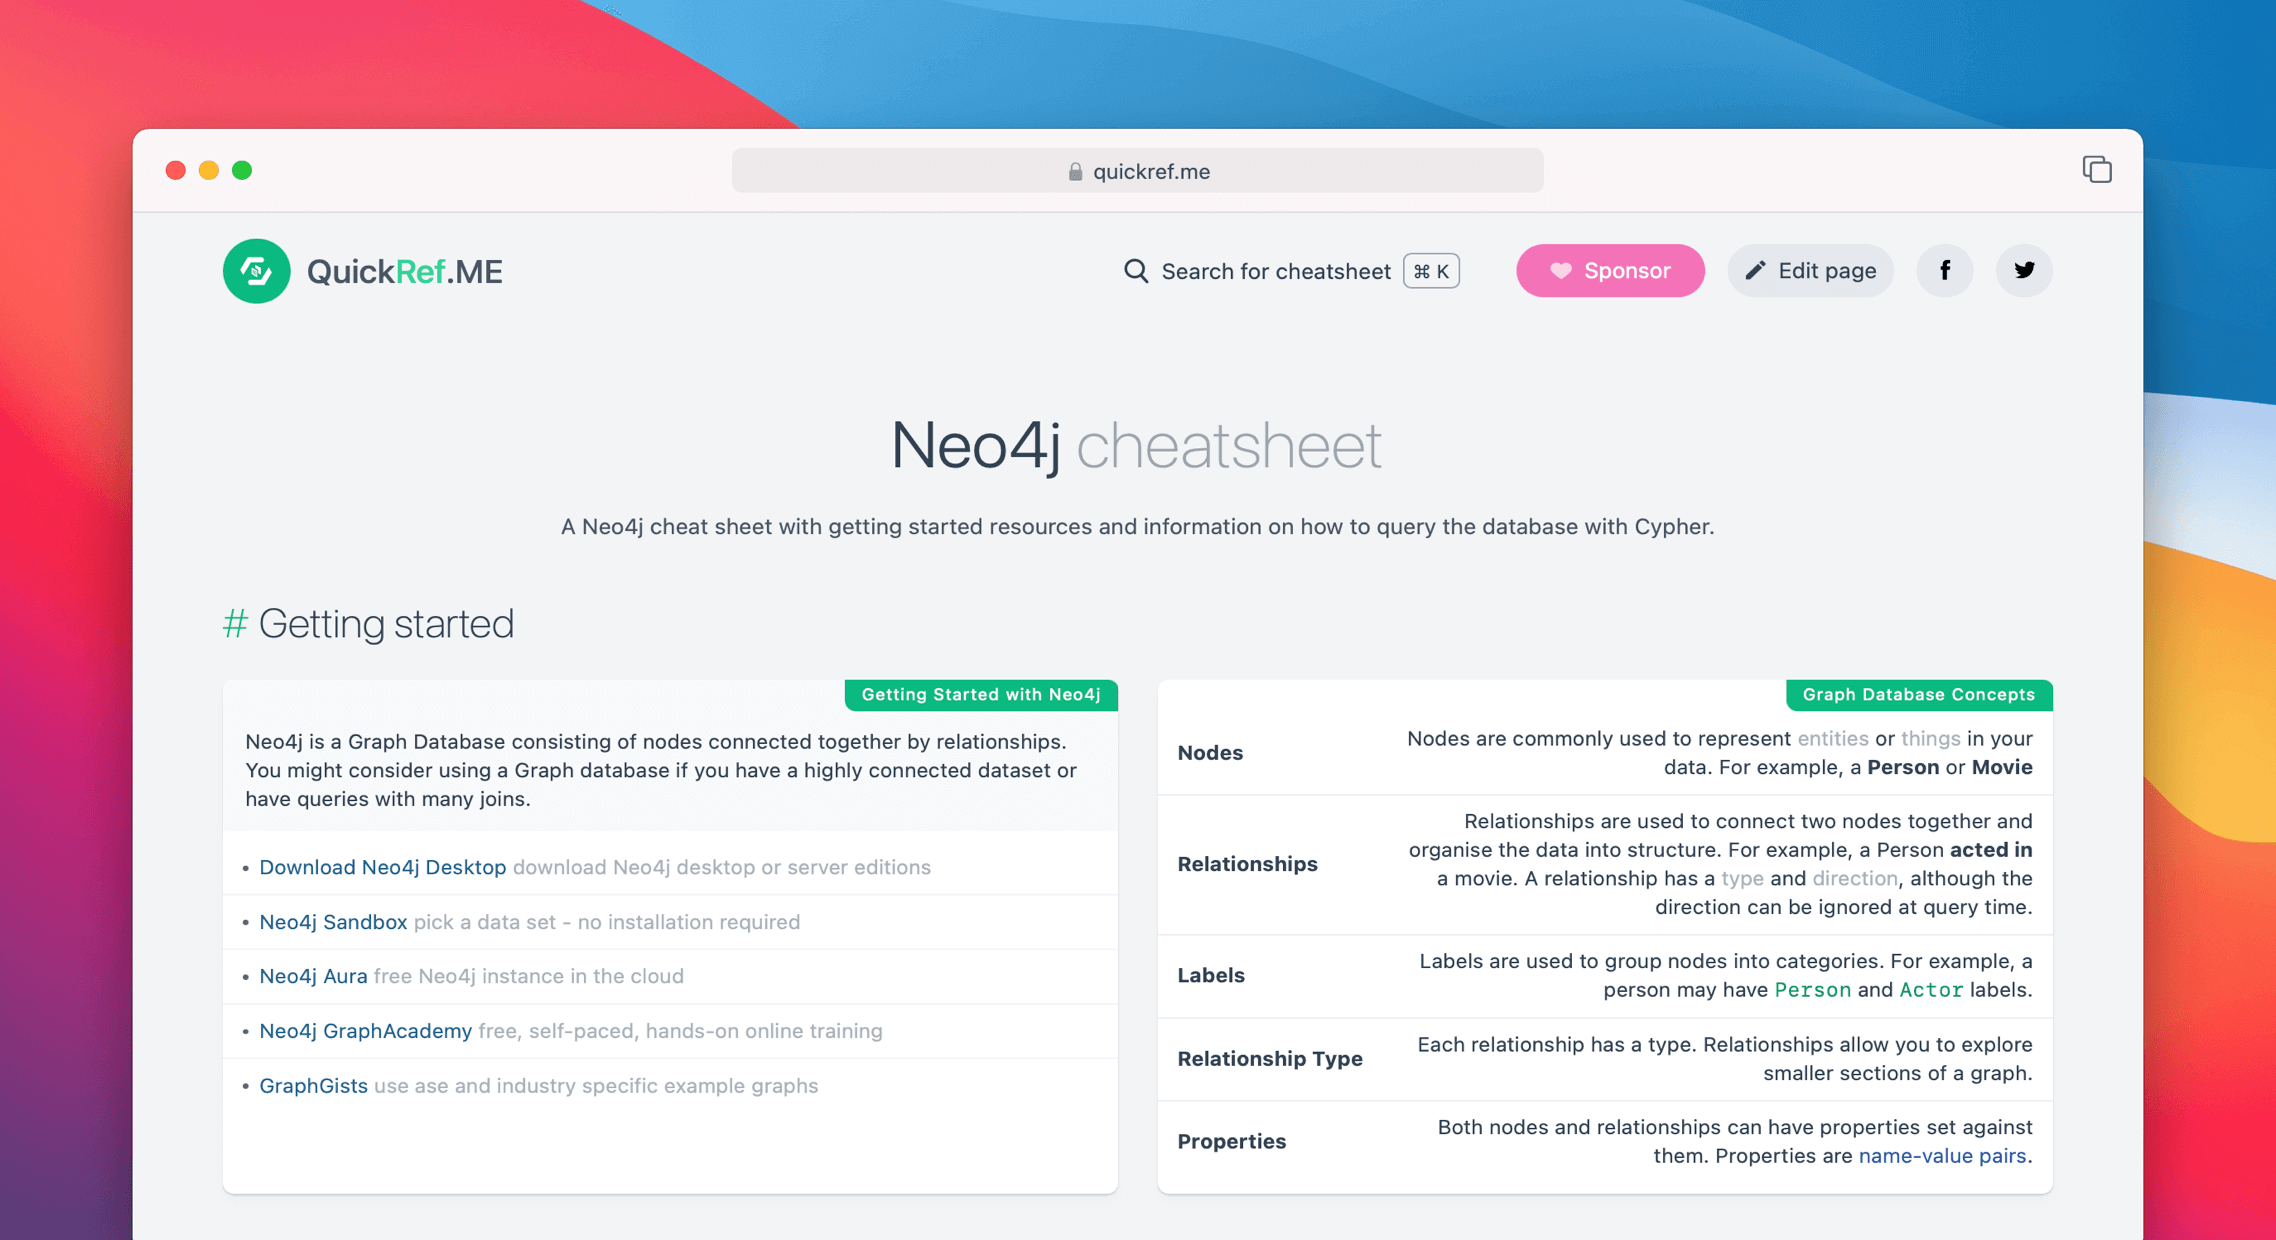 quickref.me
QuickRef.ME
Search for cheatsheet ⌘ K
Sponsor
Edit page
Neo4j cheatsheet
A Neo4j cheat sheet with getting started resources and information on how to query the database with Cypher.
# Getting started
Getting Started with Neo4j
Neo4j is a Graph Database consisting of nodes connected together by relationships.
You might consider using a Graph database if you have a highly connected dataset or
have queries with many joins.
• Download Neo4j Desktop download Neo4j desktop or server editions
• Neo4j Sandbox pick a data set - no installation required
• Neo4j Aura free Neo4j instance in the cloud
• Neo4j GraphAcademy free, self-paced, hands-on online training
• GraphGists use ase and industry specific example graphs
Graph Database Concepts
Nodes
Nodes are commonly used to represent entities or things in your
data. For example, a Person or Movie
Relationships
Relationships are used to connect two nodes together and
organise the data into structure. For example, a Person acted in
a movie. A relationship has a type and direction, although the
direction can be ignored at query time.
Labels
Labels are used to group nodes into categories. For example, a
person may have Person and Actor labels.
Relationship Type
Each relationship has a type. Relationships allow you to explore
smaller sections of a graph.
Properties
Both nodes and relationships can have properties set against
them. Properties are name-value pairs.